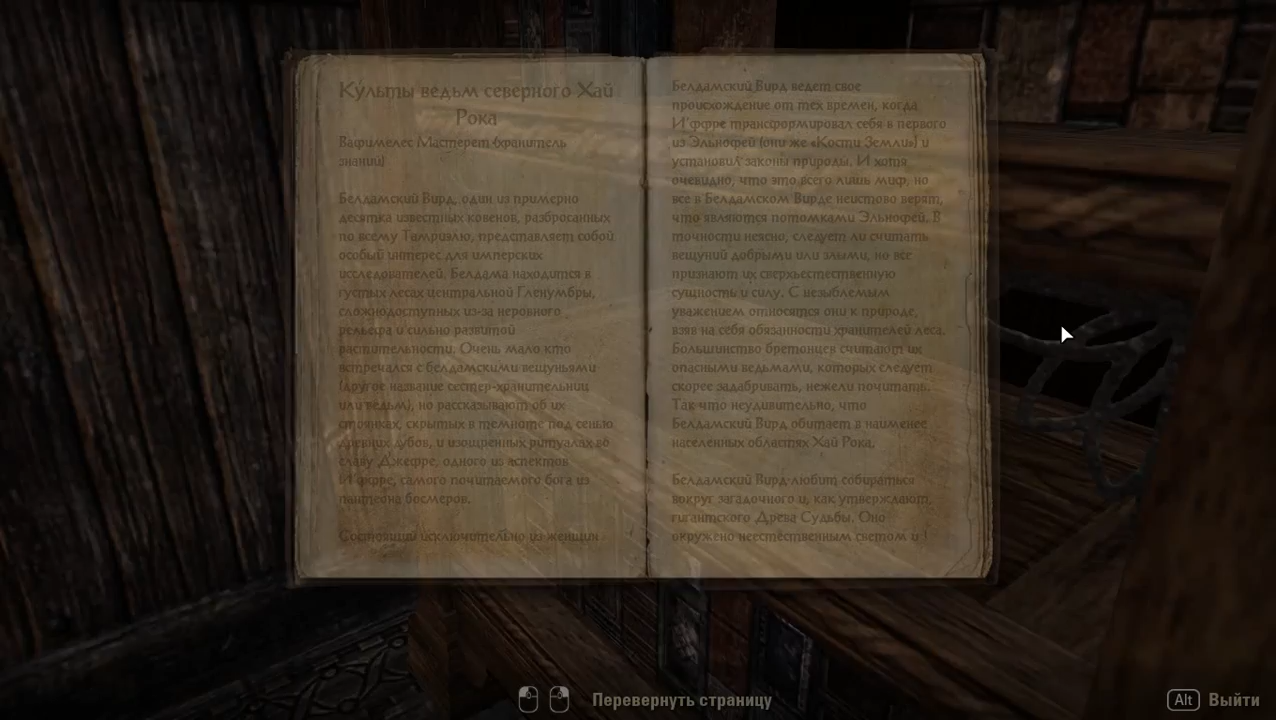 Культы ведьм северного Хай
Рока
Вафимелес Мастерет (хранитель
знаний)
Белдамский Вирд, один из примерно
десятка известных ковенов, разбросанных
по всему Тамриэлю, представляет собой
особый интерес для имперских
исследователей. Белдама находится в
густых лесах центральной Гленумбры,
сложнодоступных из-за неровного
рельефа и сильно развитой
растительности. Очень мало кто
встречался с белдамскими вещуньями
(другое название сестер-хранительниц
или ведьм), но рассказывают об их
стоянках, скрытых в темноте под сенью
древних дубов, и изощренных ритуалах во
славу Джефре, одного из аспектов
И'ффре, самого почитаемого бога из
пантеона босмеров.
Состоящий исключительно из женщин
Белдамский Вирд ведет свое
происхождение от тех времен, когда
И'ффре трансформировал себя в первого
из Эльнофей (они же «Кости Земли») и
установил законы природы. И хотя
очевидно, что это всего лишь миф, но
все в Белдамском Вирде неистово верят,
что являются потомками Эльнофей. В
точности неясно, следует ли считать
вещуний добрыми или злыми, но все
признают их сверхъестественную
сущность и силу. С незыблемым
уважением относятся они к природе,
взяв на себя обязанности хранителей леса.
Большинство бретонцев считают их
опасными ведьмами, которых следует
скорее задабривать, нежели почитать.
Так что неудивительно, что
Белдамский Вирд обитает в наименее
населенных областях Хай Рока.
Белдамский Вирд любит собираться
вокруг загадочного и, как утверждают,
гигантского Древа Судьбы. Оно
окружено неестественным светом и
Перевернуть страницу
Alt Выйти